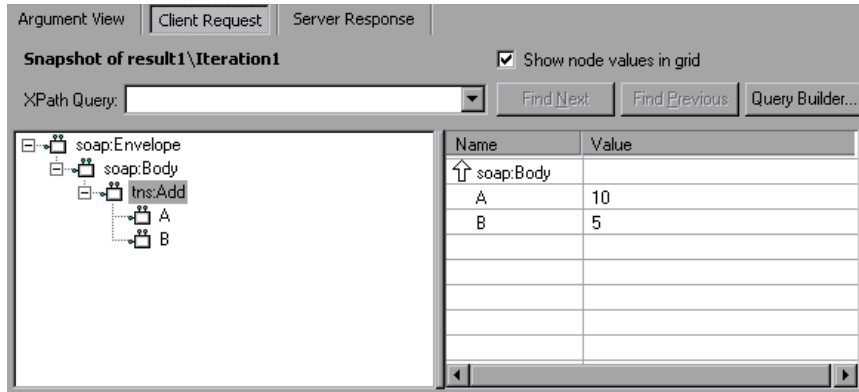 Argument View Client Request Server Response
Snapshot of result1\Iteration1 Show node values in grid
XPath Query: Find Next Find Previous Query Builder...
soap:Envelope
soap:Body
tns:Add
A
B
Name Value
soap:Body
A 10
B 5